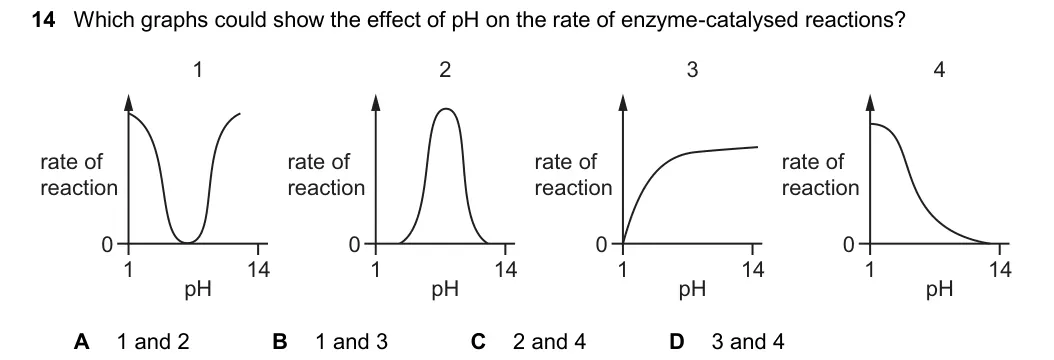 14 Which graphs could show the effect of pH on the rate of enzyme-catalysed reactions?
1
rate of
reaction
0
1
14
pH
2
rate of
reaction
0
1
14
pH
3
rate of
reaction
0
1
14
pH
4
rate of
reaction
0
1
14
pH
A 1 and 2 B 1 and 3 C 2 and 4 D 3 and 4